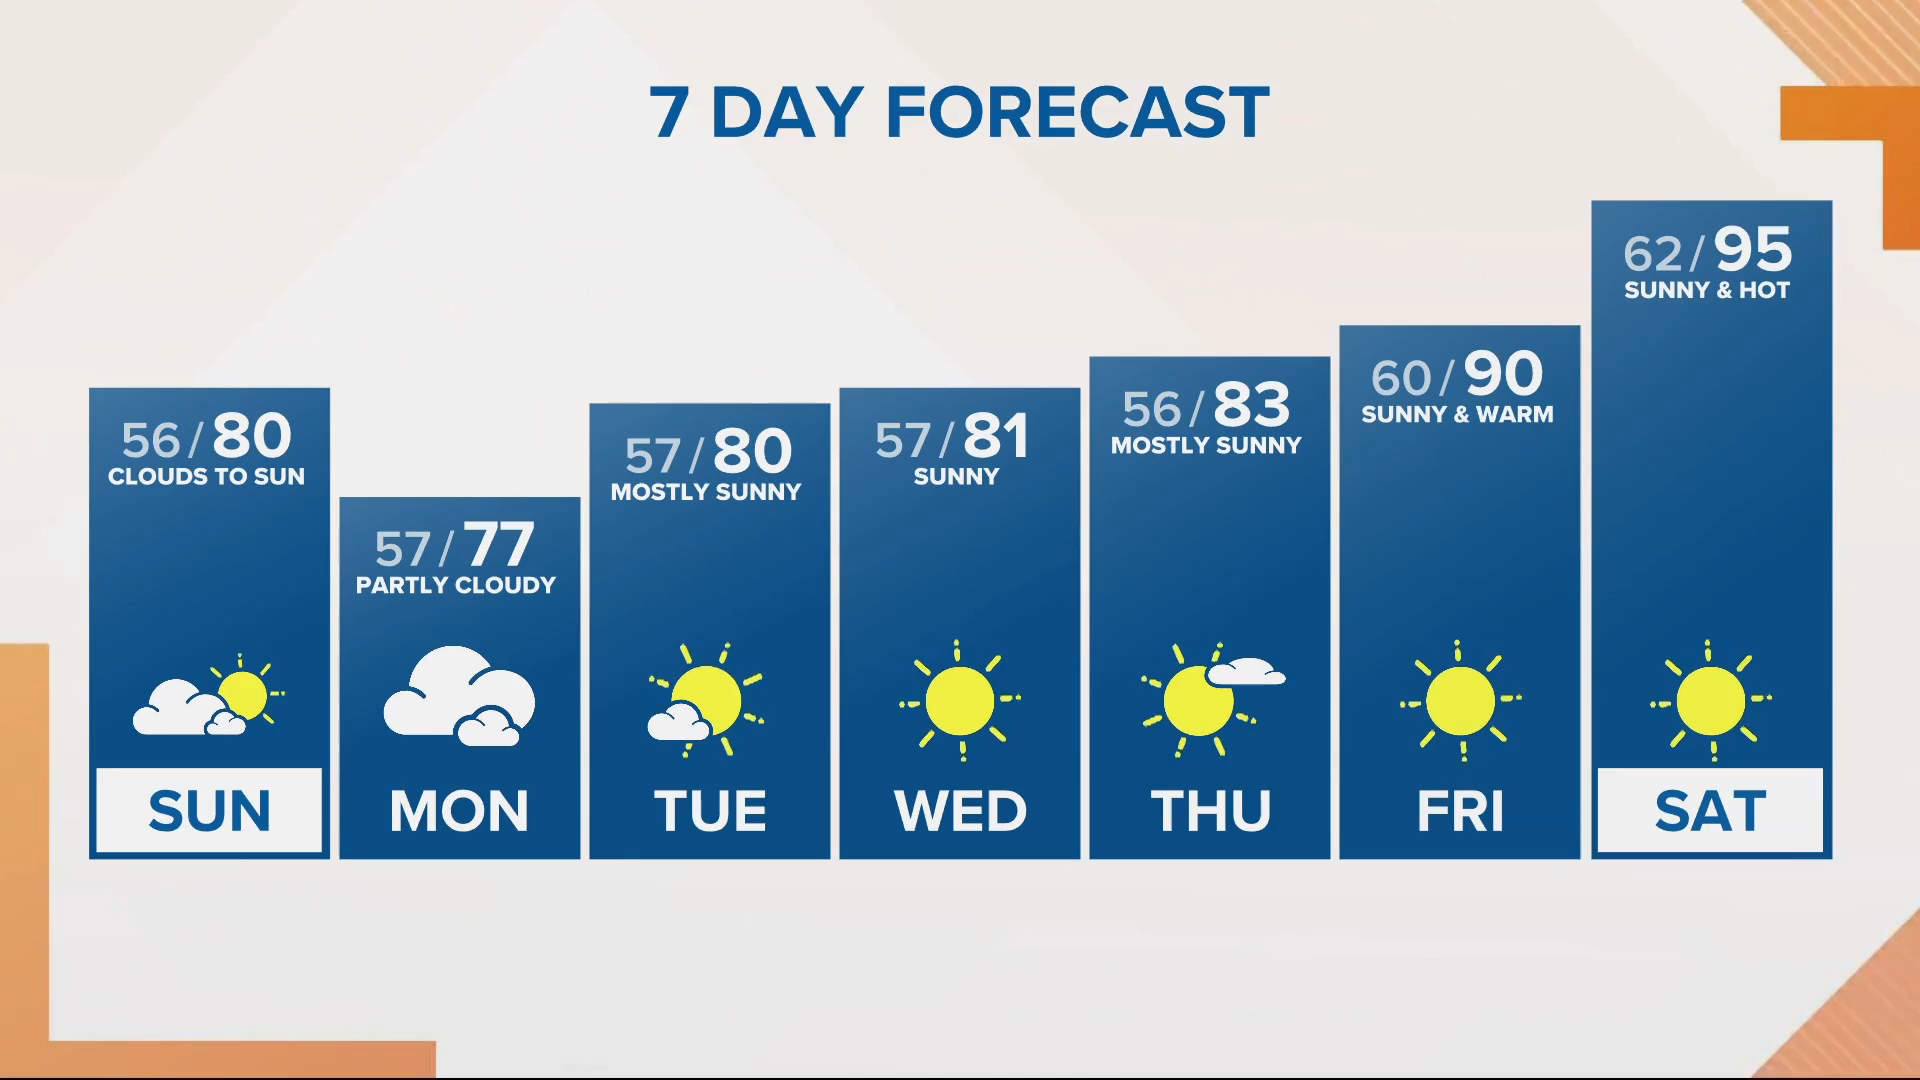 7 DAY FORECAST
56/80
CLOUDS TO SUN
SUN
57/77
PARTLY CLOUDY
MON
57/80
MOSTLY SUNNY
TUE
57/81
SUNNY
WED
56/83
MOSTLY SUNNY
THU
60/90
SUNNY & WARM
FRI
62/95
SUNNY & HOT
SAT